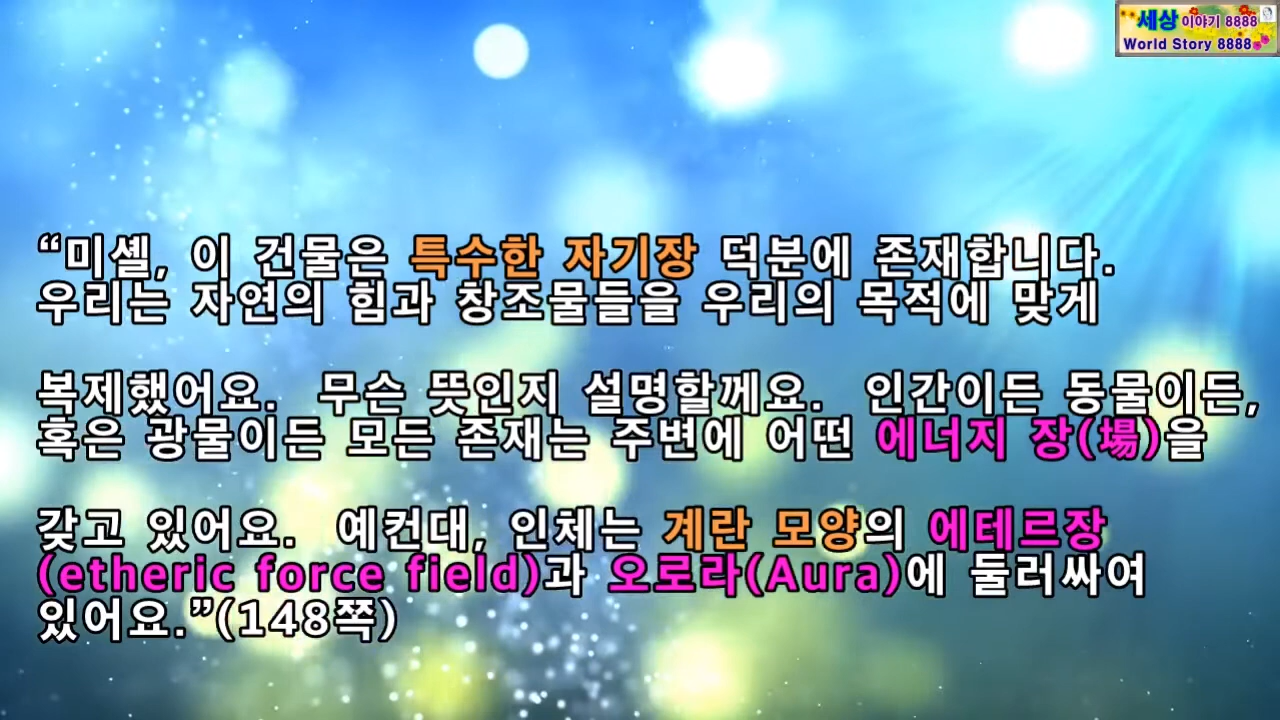 세상 이야기 8888
World Story 8888
“미셸, 이 건물은 특수한 자기장 덕분에 존재합니다.
우리는 자연의 힘과 창조물들을 우리의 목적에 맞게
복제했어요. 무슨 뜻인지 설명할께요. 인간이든 동물이든,
혹은 광물이든 모든 존재는 주변에 어떤 에너지 장(場)을
갖고 있어요. 예컨대, 인체는 계란 모양의 에테르장
(etheric force field)과 오로라(Aura)에 둘러싸여
있어요.”(148쪽)